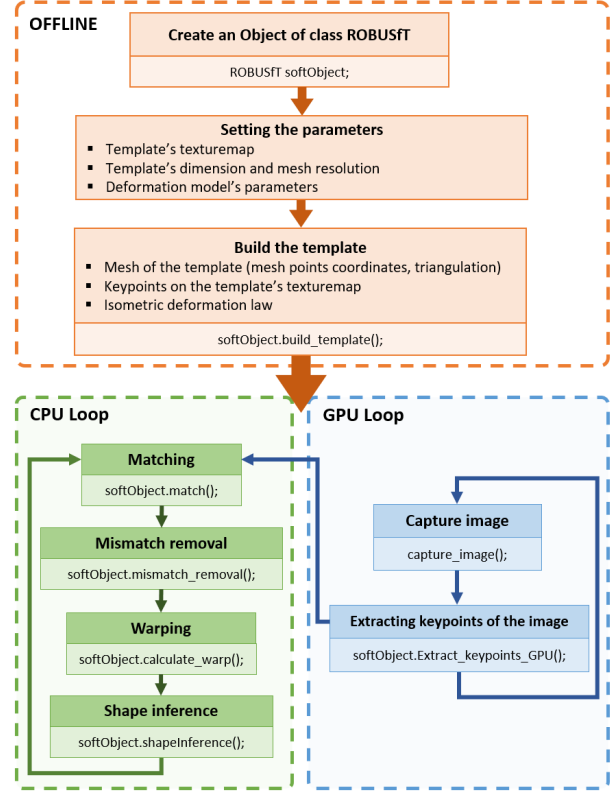 OFFLINE
Create an Object of class ROBUSfT
ROBUSfT softObject;
Setting the parameters
▪ Template's texturemap
▪ Template's dimension and mesh resolution
▪ Deformation model's parameters
Build the template
▪ Mesh of the template (mesh points coordinates, triangulation)
▪ Keypoints on the template's texturemap
▪ Isometric deformation law
softObject.build_template();
CPU Loop
Matching
softObject.match();
Mismatch removal
softObject.mismatch_removal();
Warping
softObject.calculate_warp();
Shape inference
softObject.shapeInference();
GPU Loop
Capture image
capture_image();
Extracting keypoints of the image
softObject.Extract_keypoints_GPU();